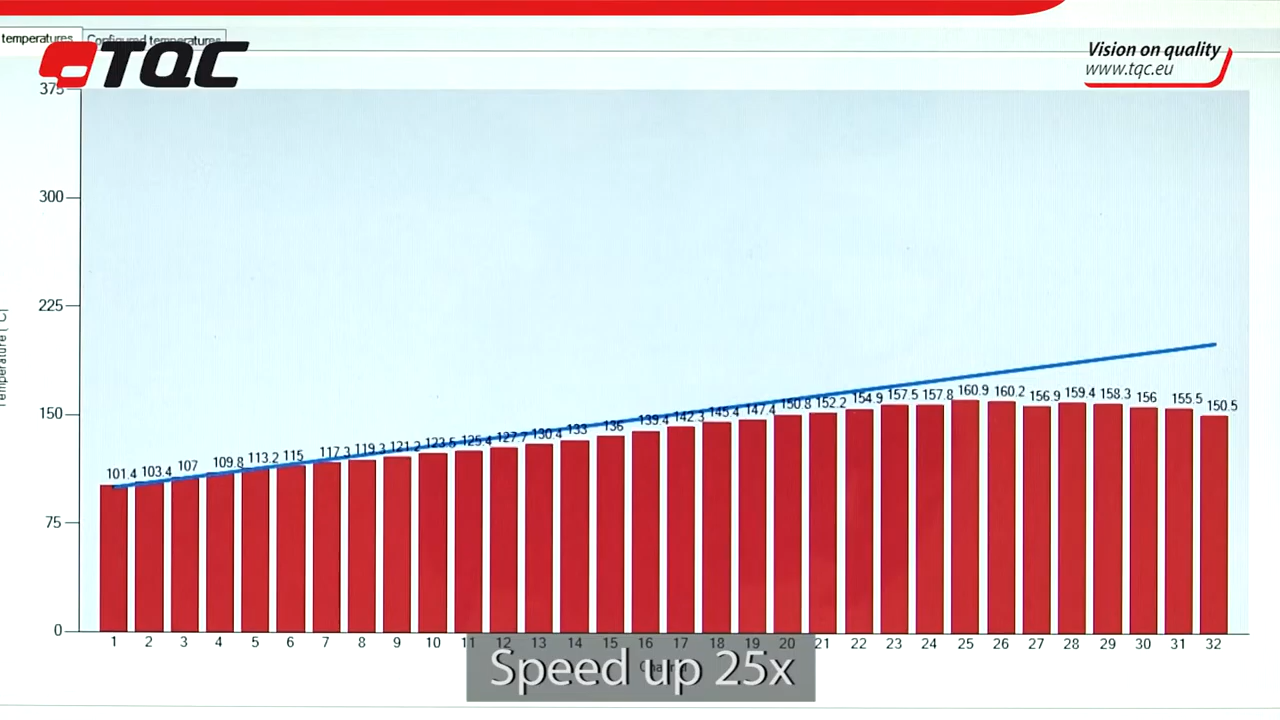 temperatures
Configured temperatures
TQC
Vision on quality
www.tqc.eu
375
300
225
150
75
0
Temperature (°C)
101.4 103.4 107 109.8 113.2 115 117.3 119.3 121.2 123.5 125.4 127.7 130.4 133 136 139.4 142.3 145.4 147.4 150.8 152.2 154.9 157.5 157.8 160.9 160.2 156.9 159.4 158.3 156 155.5 150.5
1 2 3 4 5 6 7 8 9 10 11 12 13 14 15 16 17 18 19 20 21 22 23 24 25 26 27 28 29 30 31 32
Speed up 25x